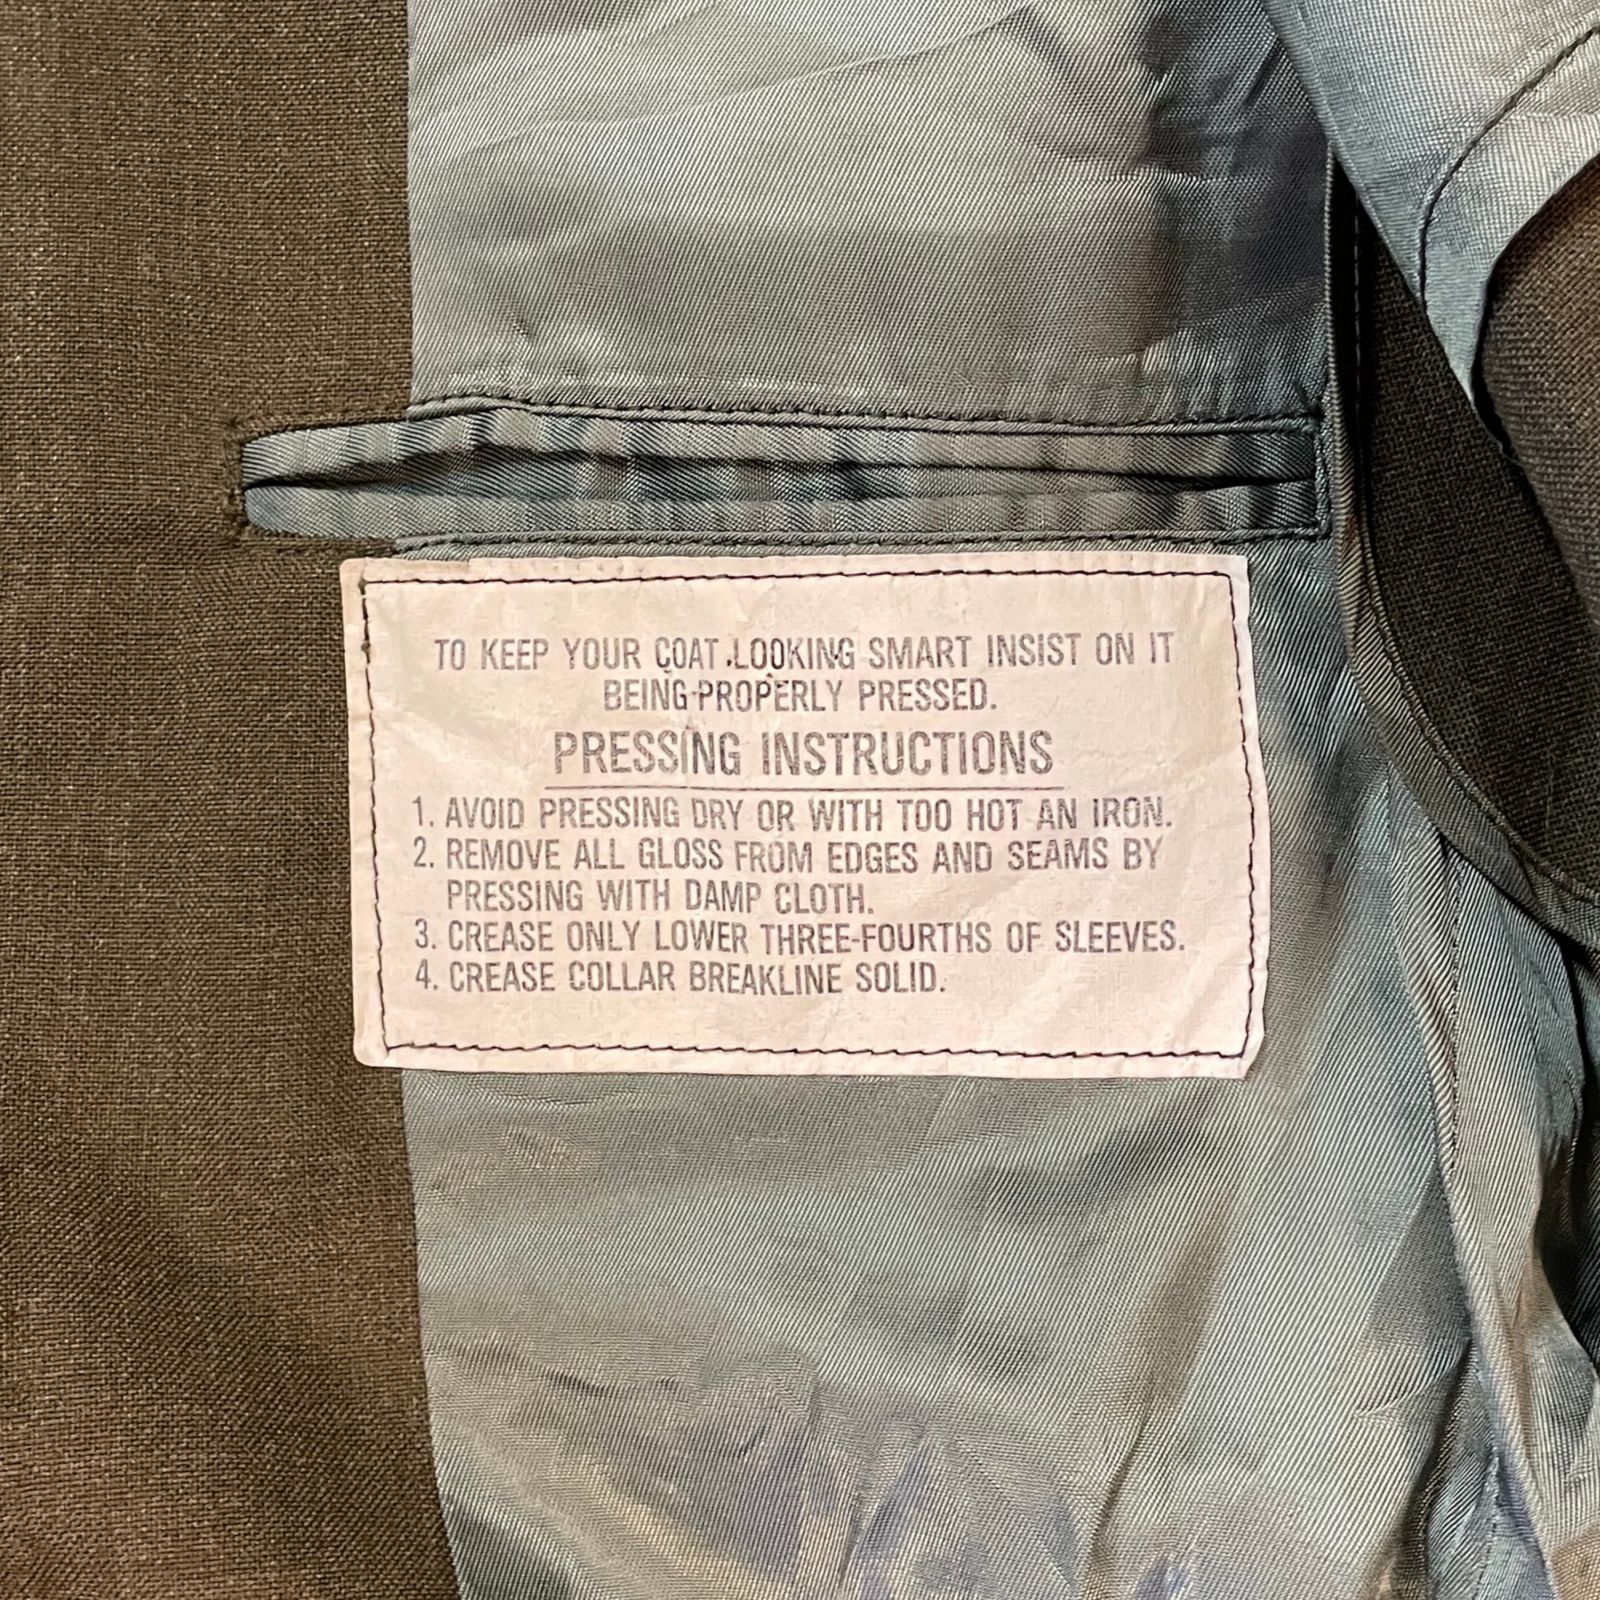 TO KEEP YOUR COAT LOOKING SMART INSIST ON IT
BEING PROPERLY PRESSED.
PRESSING INSTRUCTIONS
1. AVOID PRESSING DRY OR WITH TOO HOT AN IRON.
2. REMOVE ALL GLOSS FROM EDGES AND SEAMS BY
PRESSING WITH DAMP CLOTH.
3. CREASE ONLY LOWER THREE-FOURTHS OF SLEEVES.
4. CREASE COLLAR BREAKLINE SOLID.